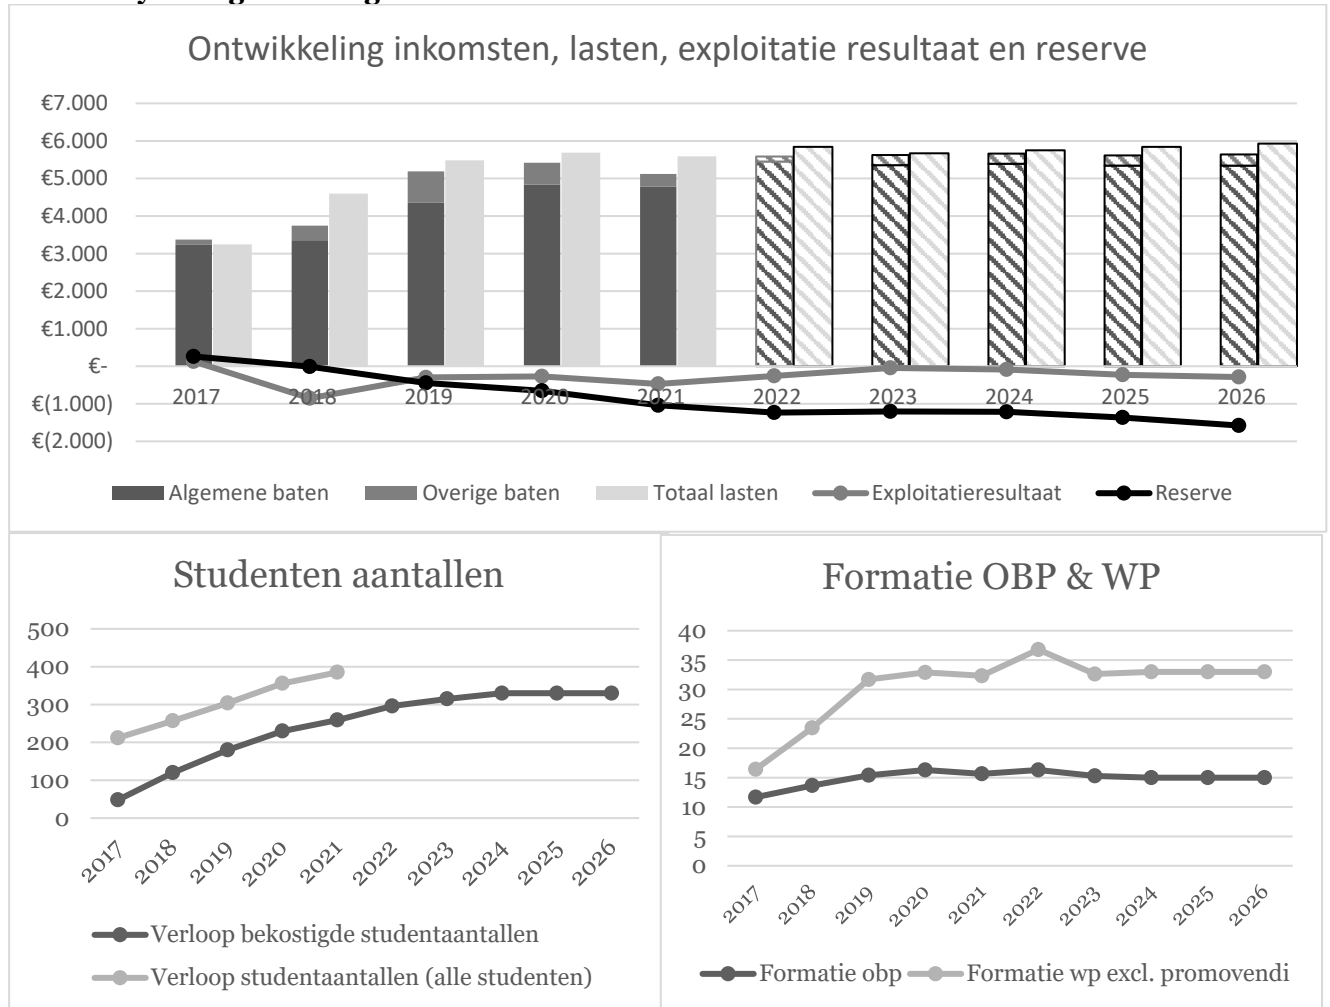 Ontwikkeling inkomsten, lasten, exploitatie resultaat en reserve
€7.000
€6.000
€5.000
€4.000
€3.000
€2.000
€1.000
€-
€(1.000)
€(2.000)
2017 2018 2019 2020 2021 2022 2023 2024 2025 2026
Algemene baten Overige baten Totaal lasten Exploitatieresultaat Reserve
Studenten aantallen
500
400
300
200
100
0
2017 2018 2019 2020 2021 2022 2023 2024 2025 2026
Verloop bekostigde studentaantallen
Verloop studentaantallen (alle studenten)
Formatie OBP & WP
40
35
30
25
20
15
10
5
0
2017 2018 2019 2020 2021 2022 2023 2024 2025 2026
Formatie obp Formatie wp excl. promovendi